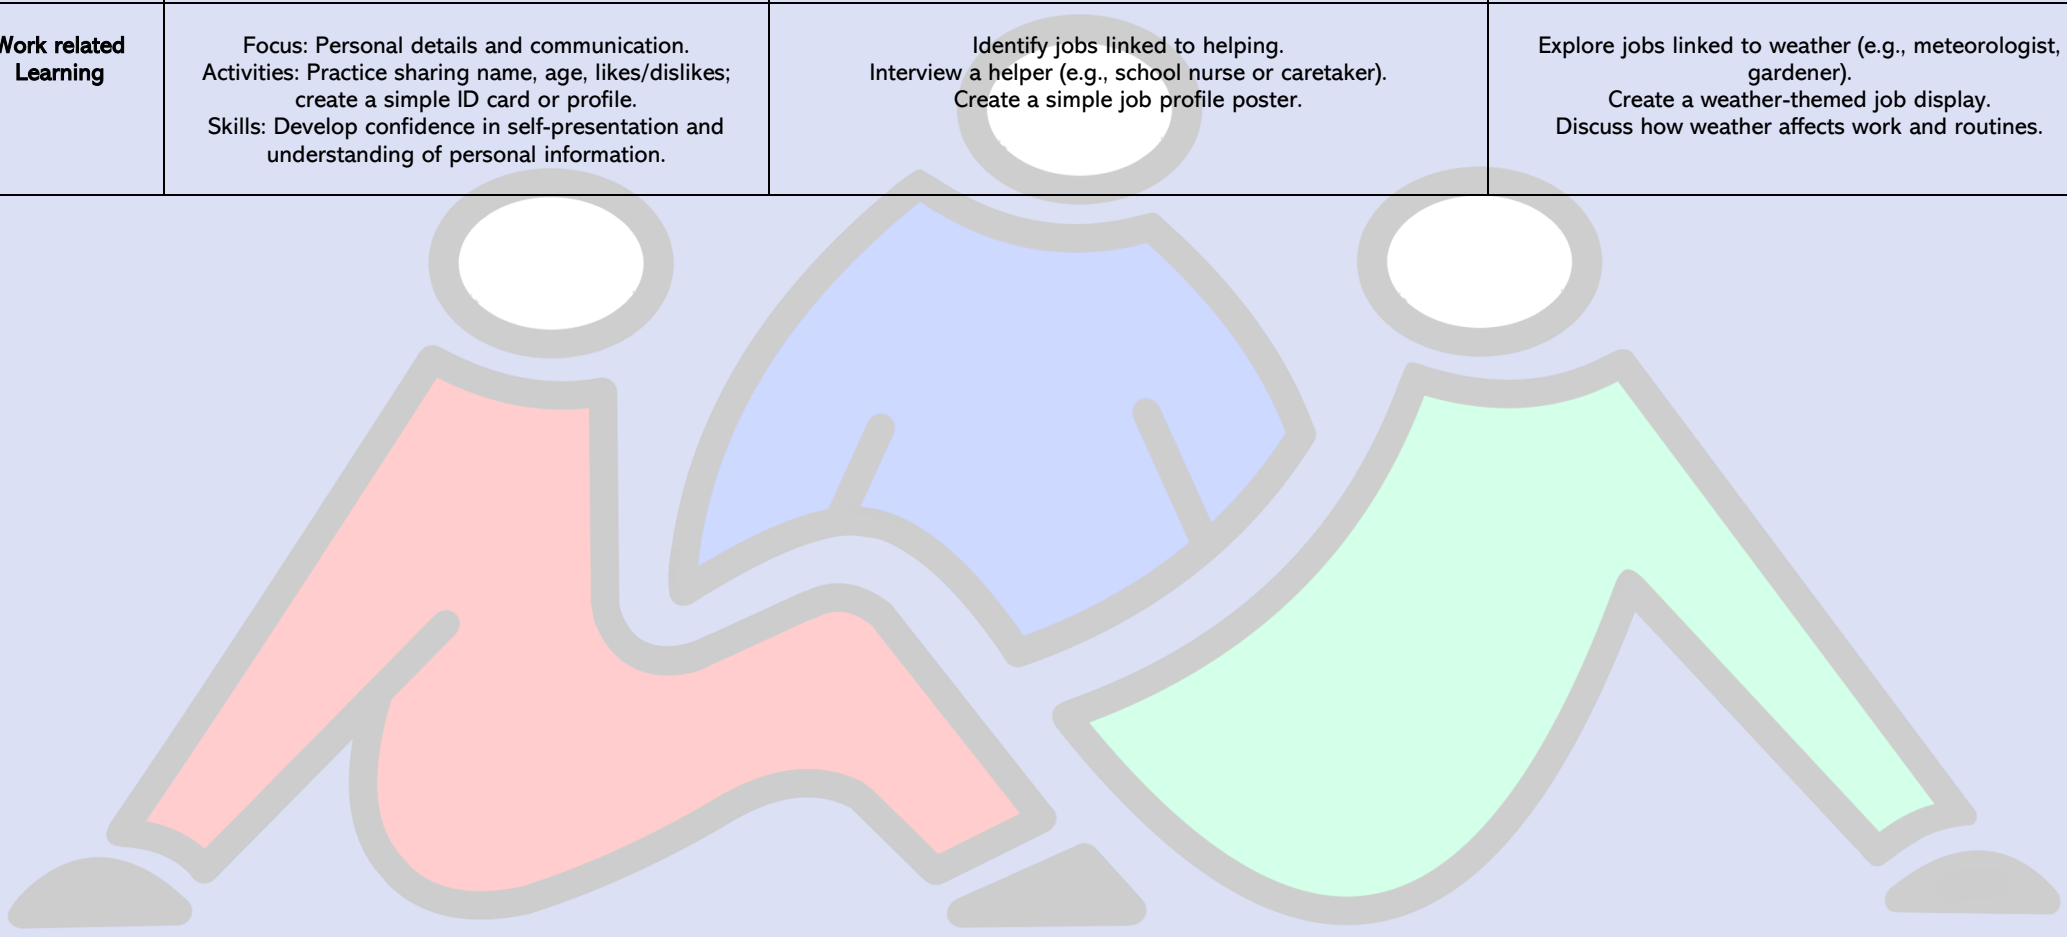 Work related
Learning
Focus: Personal details and communication.
Activities: Practice sharing name, age, likes/dislikes;
create a simple ID card or profile.
Skills: Develop confidence in self-presentation and
understanding of personal information.
Identify jobs linked to helping.
Interview a helper (e.g., school nurse or caretaker).
Create a simple job profile poster.
Explore jobs linked to weather (e.g., meteorologist,
gardener).
Create a weather-themed job display.
Discuss how weather affects work and routines.